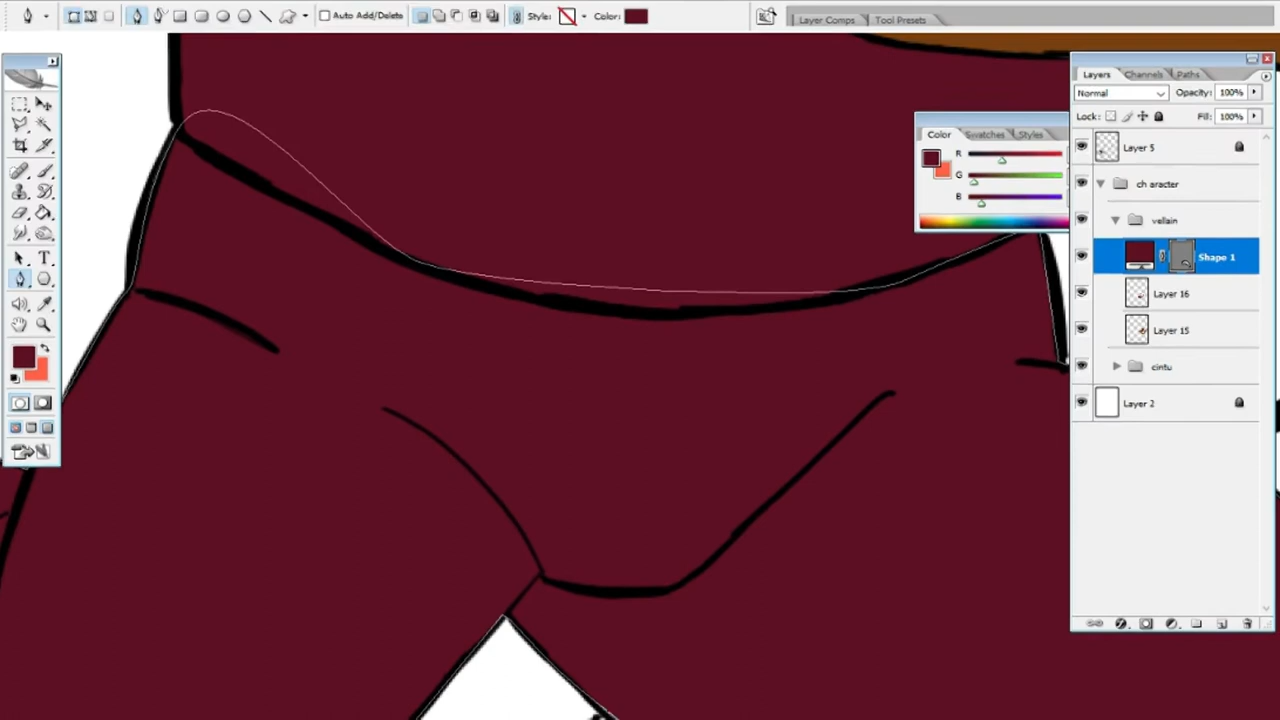 Auto Add/Delete
Style:
Color:
Layer Comps
Tool Presets
Layers
Channels
Paths
Normal
Opacity:
100%
Lock:
Fill:
100%
Color
Swatches
Styles
R
G
B
T
Layer 5
ch aracter
vellain
Shape 1
Layer 16
Layer 15
cintu
Layer 2